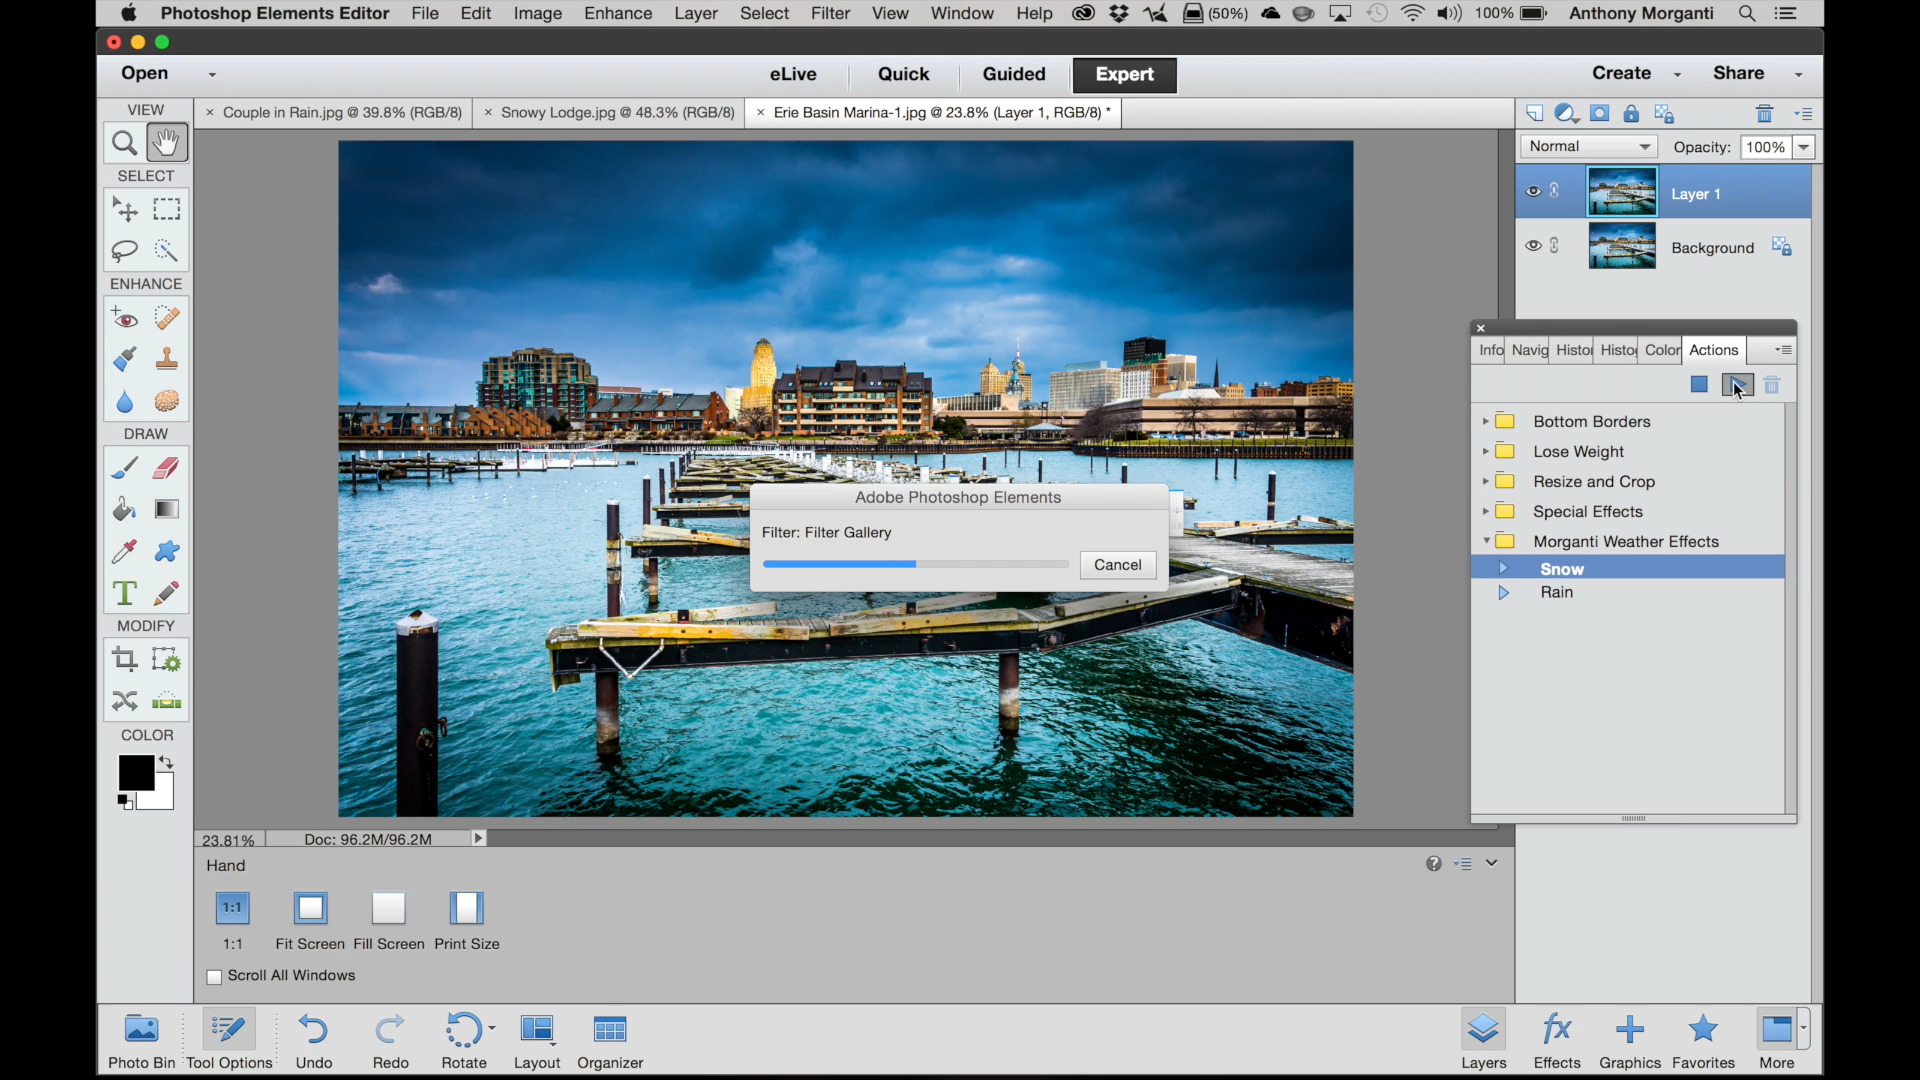 Photoshop Elements Editor File Edit Image Enhance Layer Select Filter View Window Help (50%) 100% Anthony Morganti
Open eLive Quick Guided Expert Create Share
VIEW
× Couple in Rain.jpg @ 39.8% (RGB/8) × Snowy Lodge.jpg @ 48.3% (RGB/8) × Erie Basin Marina-1.jpg @ 23.8% (Layer 1, RGB/8) *
Normal Opacity: 100%
SELECT
Layer 1
Background
ENHANCE
Info Navig Histor Histog Color Actions
Bottom Borders
DRAW
Lose Weight
Resize and Crop
Adobe Photoshop Elements
Special Effects
Filter: Filter Gallery
Morganti Weather Effects
Cancel
Snow
Rain
MODIFY
COLOR
23.81% Doc: 96.2M/96.2M
Hand
1:1
1:1 Fit Screen Fill Screen Print Size
Scroll All Windows
Photo Bin Tool Options Undo Redo Rotate Layout Organizer Layers Effects Graphics Favorites More